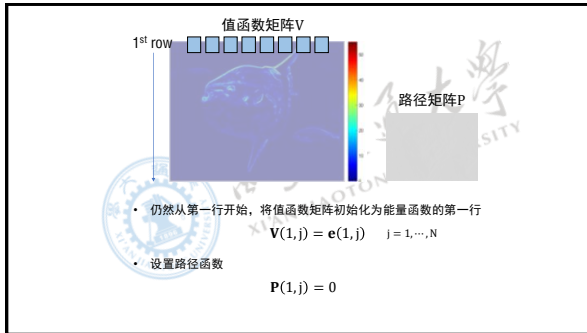 值函数矩阵V
1st row
路径矩阵P
• 仍然从第一行开始，将值函数矩阵初始化为能量函数的第一行
V(1,j) = e(1,j) j = 1,⋯,N
• 设置路径函数
P(1,j) = 0